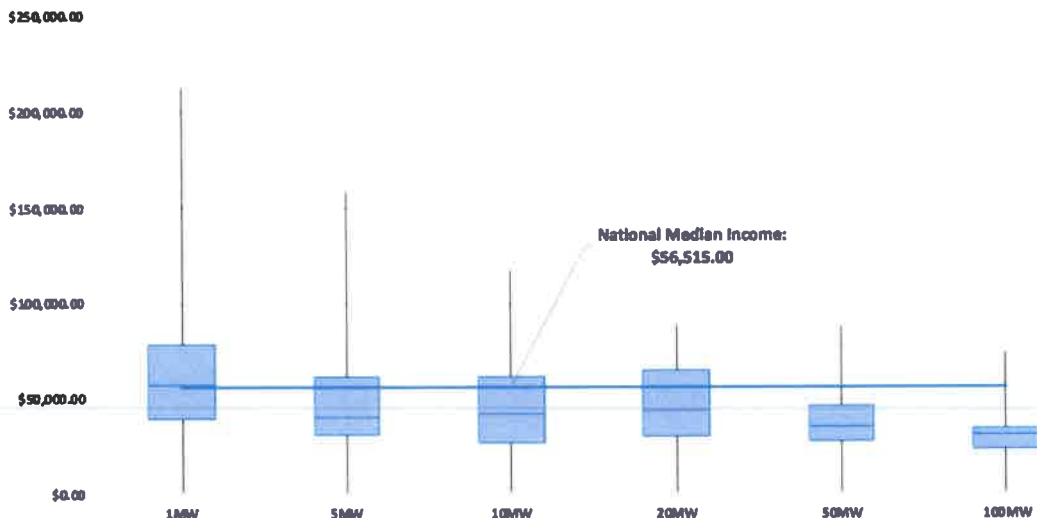 $250,000.00
$200,000.00
$150,000.00
National Median Income:
$56,515.00
$100,000.00
$50,000.00
$0.00
1MW
5MW
10MW
20MW
50MW
100MW